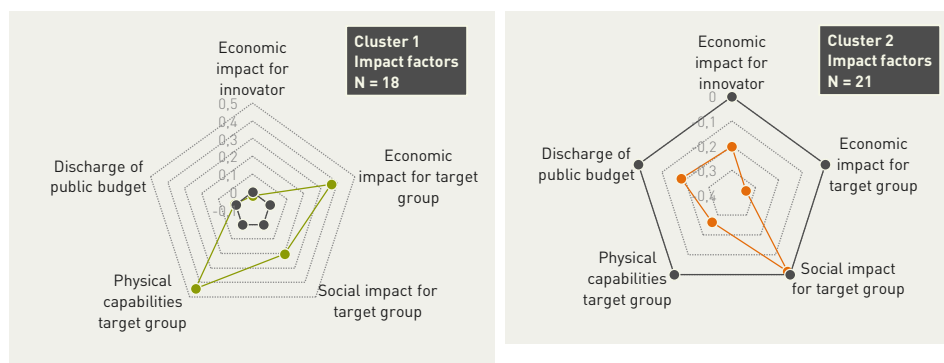 Cluster 1
Impact factors
N = 18
Economic
impact for
innovator
0,5
0,4
0,3
0,2
0,1
0
-0,1
Economic
impact for target
group
Social impact for
target group
Physical
capabilities
target group
Discharge of
public budget
Cluster 2
Impact factors
N = 21
Economic
impact for
innovator
0
-0,1
-0,2
-0,3
-0,4
Economic
impact for
target group
Social impact
for target group
Physical
capabilities
target group
Discharge of
public budget